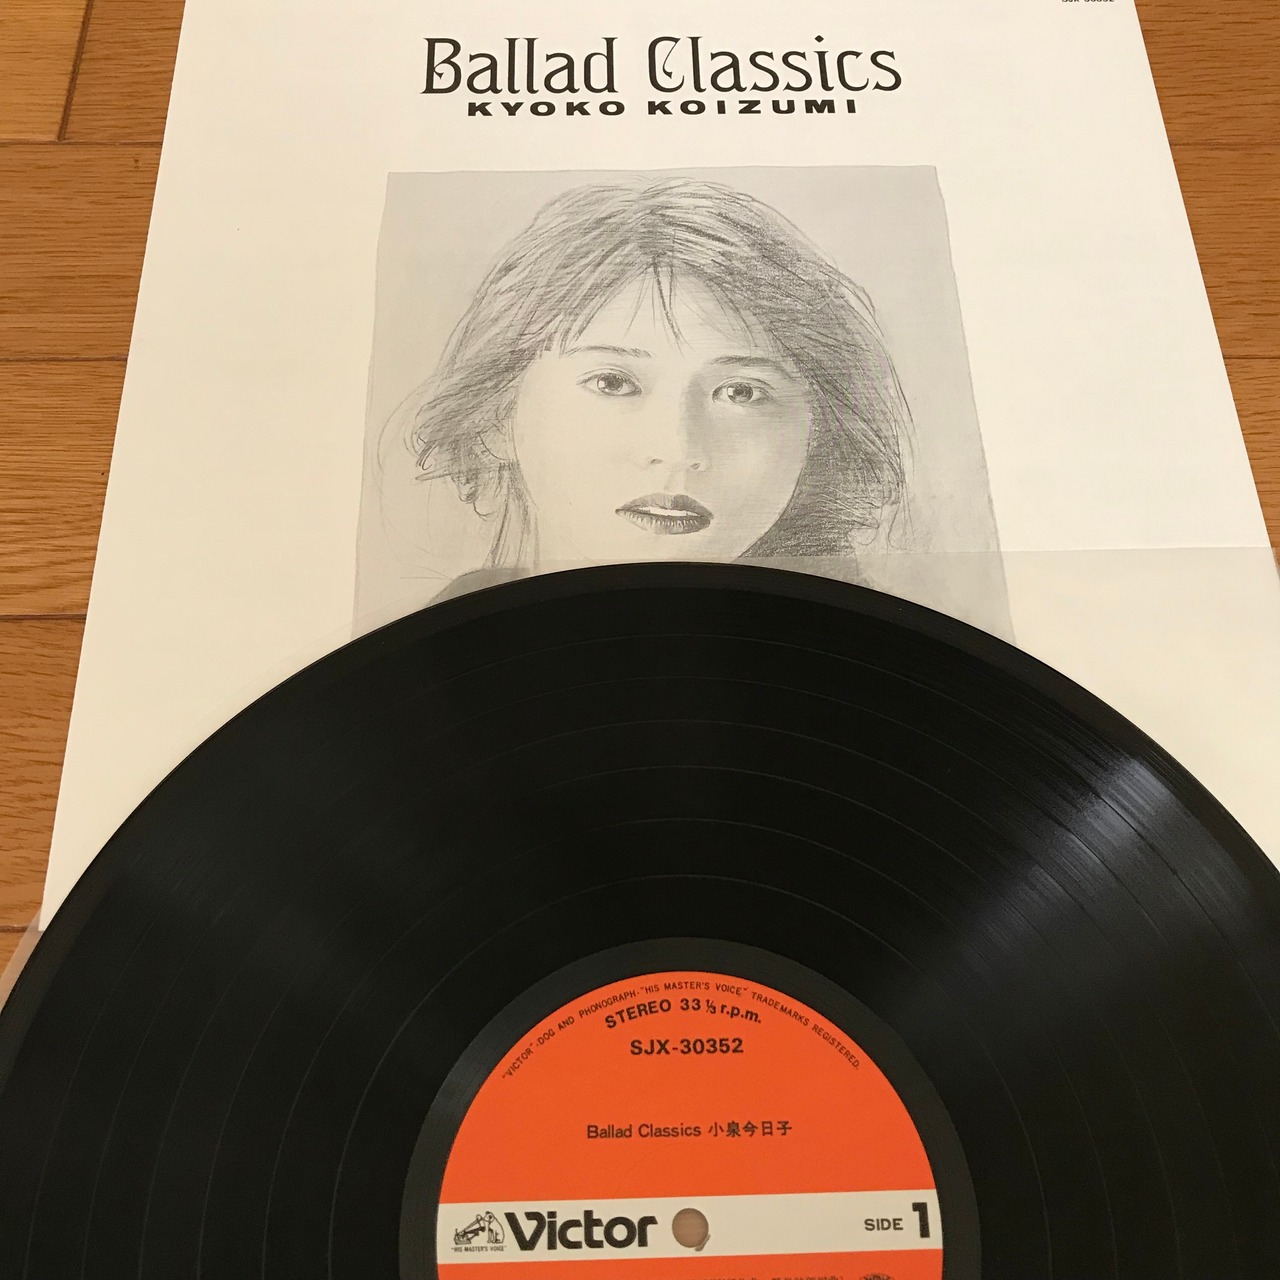 Ballad Classics
KYOKO KOIZUMI
"VICTOR"-DOG AND PHONOGRAPH-"HIS MASTER'S VOICE" TRADEMARKS REGISTERED.
STEREO 33⅓ r.p.m.
SJX-30352
Ballad Classics 小泉今日子
Victor
SIDE 1
"HIS MASTER'S VOICE"